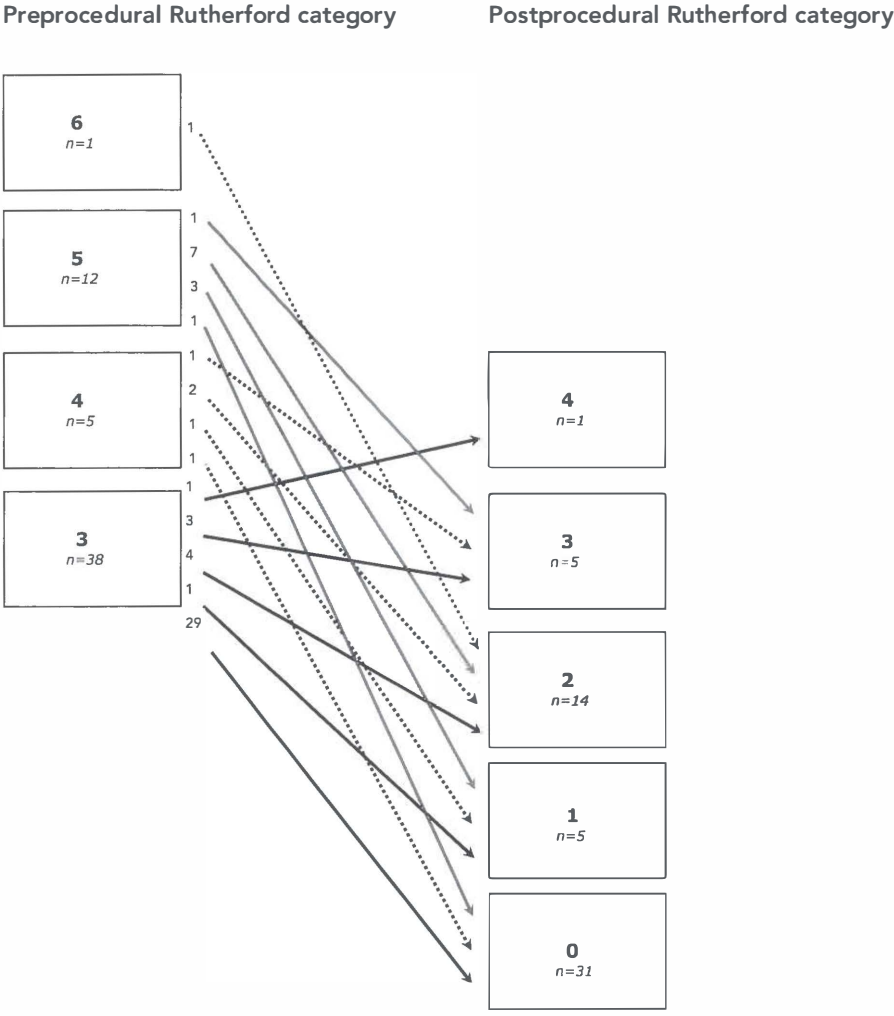 Preprocedural Rutherford category
Postprocedural Rutherford category
6
n=1
1
5
n=12
1
7
3
1
4
n=5
1
2
1
1
3
n=38
1
3
4
1
29
4
n=1
3
n=5
2
n=14
1
n=5
0
n=31